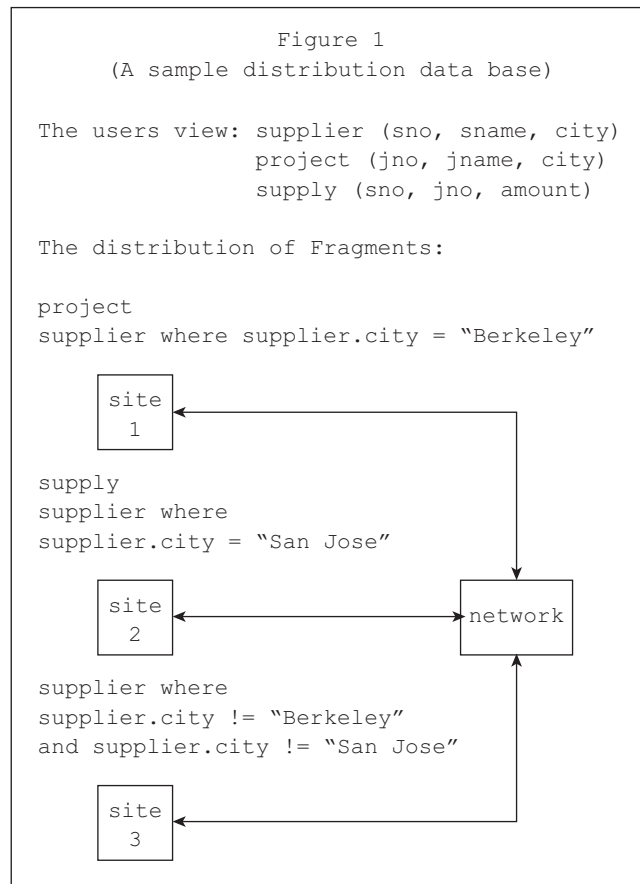 Figure 1
(A sample distribution data base)
The users view: supplier (sno, sname, city)
project (jno, jname, city)
supply (sno, jno, amount)
The distribution of Fragments:
project
supplier where supplier.city = “Berkeley”
site
1
supply
supplier where
supplier.city = “San Jose”
site
2
network
supplier where
supplier.city != “Berkeley”
and supplier.city != “San Jose”
site
3